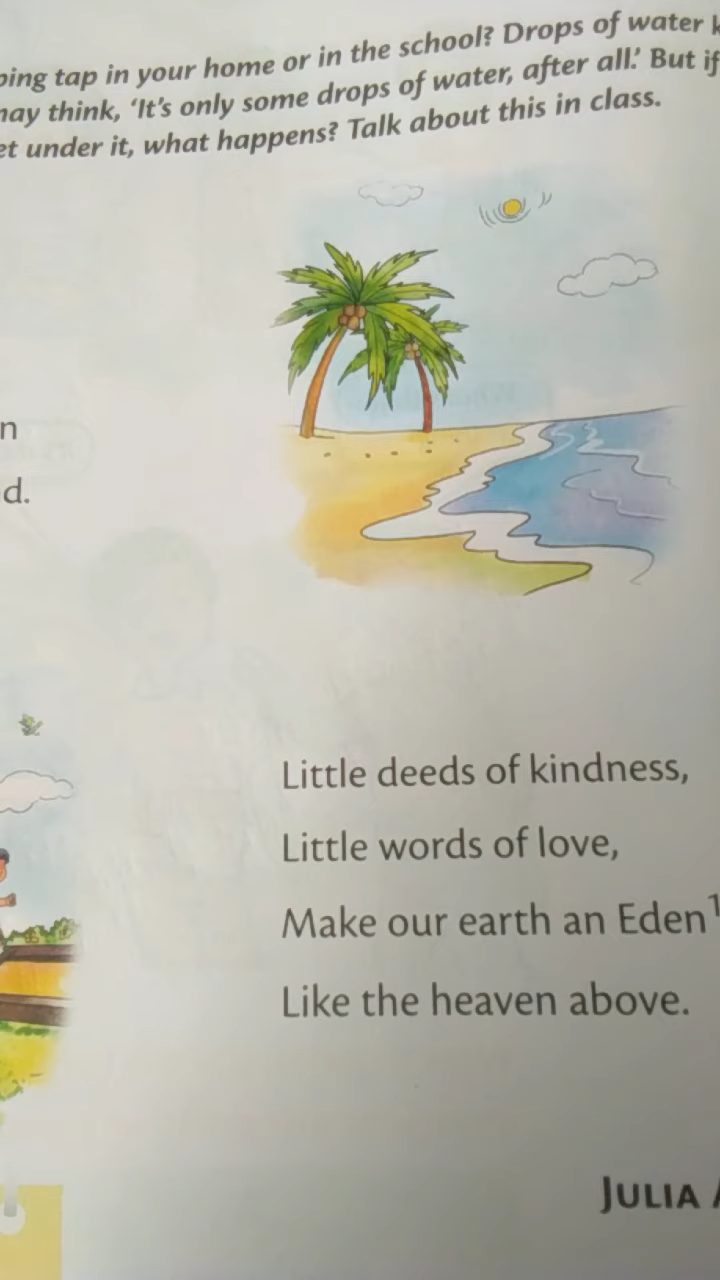 ping tap in your home or in the school? Drops of water k
may think, ‘It’s only some drops of water, after all.’ But if
et under it, what happens? Talk about this in class.
n
d.
Little deeds of kindness,
Little words of love,
Make our earth an Eden¹
Like the heaven above.
JULIA A